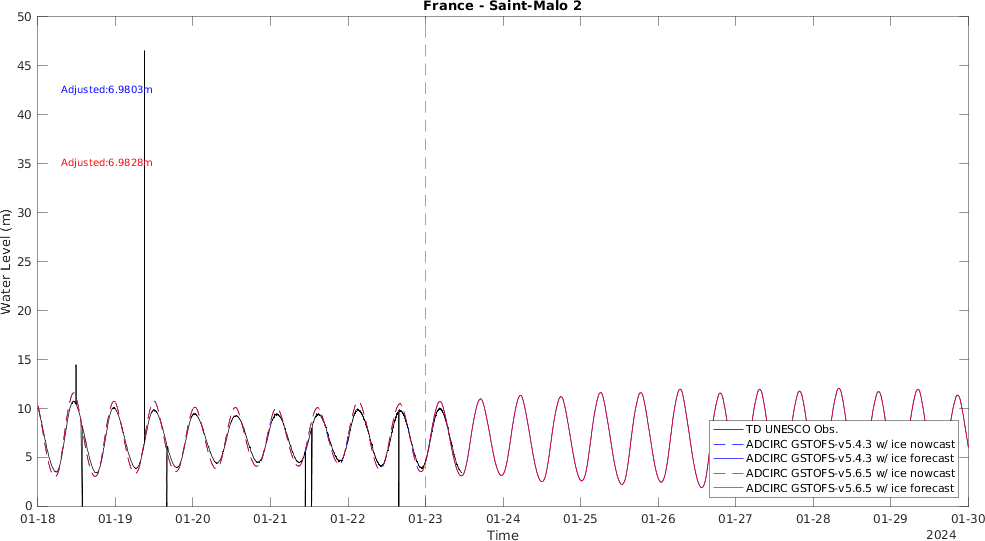 France - Saint-Malo 2
50
45
40
35
30
25
20
15
10
5
0
Water Level (m)
Adjusted:6.9803m
Adjusted:6.9828m
TD UNESCO Obs.
ADCIRC GSTOFS-v5.4.3 w/ ice nowcast
ADCIRC GSTOFS-v5.4.3 w/ ice forecast
ADCIRC GSTOFS-v5.6.5 w/ ice nowcast
ADCIRC GSTOFS-v5.6.5 w/ ice forecast
01-18 01-19 01-20 01-21 01-22 01-23 01-24 01-25 01-26 01-27 01-28 01-29 01-30
Time
2024